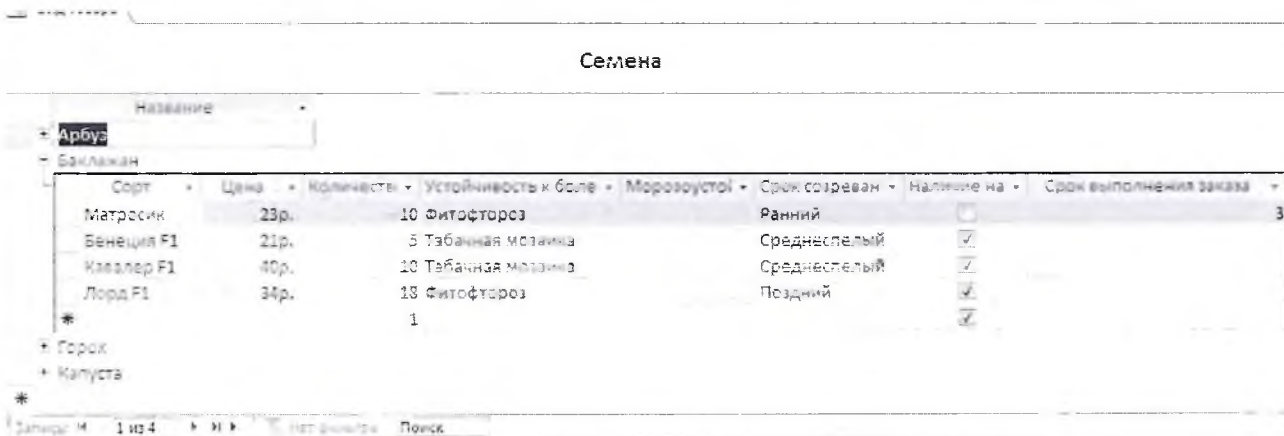 Семена
Название
Арбуз
Баклажан
Сорт Цена Количеств Устойчивость к боле Морозоустої Срок созреван Наличие на Срок выполнения заказа
Матросик 23р. 10 Фитофтороз Ранний 3
Бенеция F1 21р. 5 Табачная мозаика Среднеспелый
Кавалер F1 40р. 10 Табачная мозаика Среднеспелый
Лорд F1 34р. 18 Фитофтороз Поздний
* 1
Горох
Капуста
*
Запись: 1 из 4 Нет фильтра Поиск